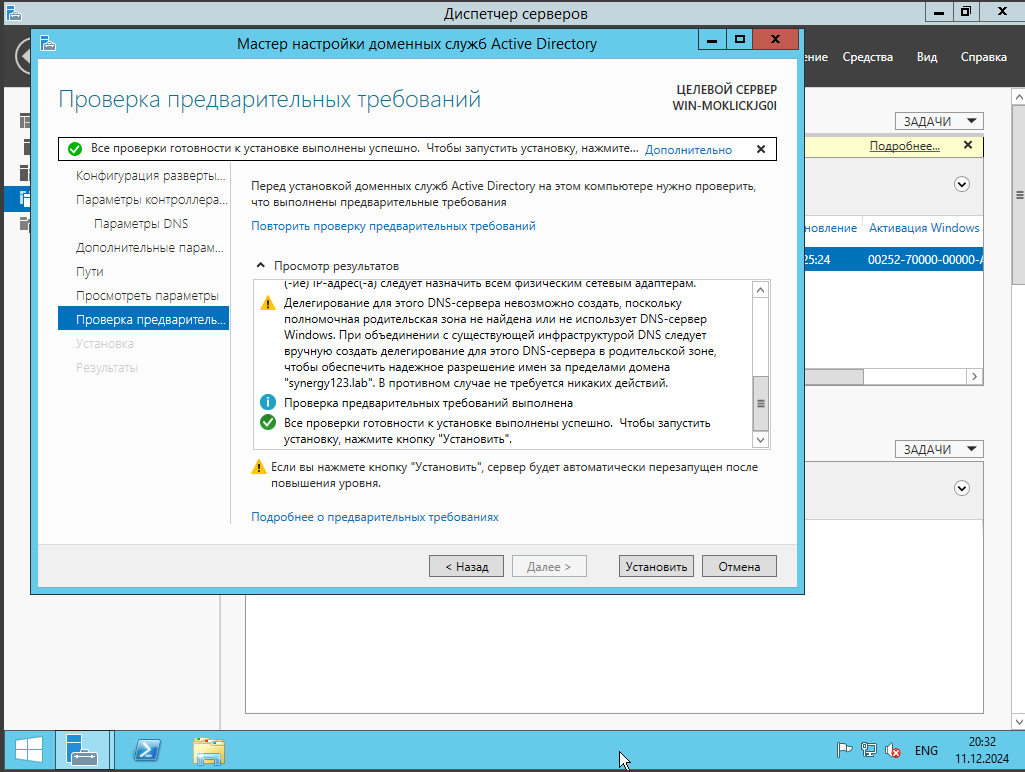 Диспетчер серверов
Мастер настройки доменных служб Active Directory
ение Средства Вид Справка
Проверка предварительных требований
ЦЕЛЕВОЙ СЕРВЕР
WIN-MOKLICKJG0I
ЗАДАЧИ
Все проверки готовности к установке выполнены успешно. Чтобы запустить установку, нажмите... Дополнительно
Подробнее...
Конфигурация разверты...
Параметры контроллера...
Параметры DNS
Дополнительные парам...
Пути
Просмотреть параметры
Проверка предваритель...
Установка
Результаты
Перед установкой доменных служб Active Directory на этом компьютере нужно проверить,
что выполнены предварительные требования
Повторить проверку предварительных требований
новление Активация Windows
25:24 00252-70000-00000-A
Просмотр результатов
(-ие) IP-адрес(-а) следует назначить всем физическим сетевым адаптерам.
Делегирование для этого DNS-сервера невозможно создать, поскольку
полномочная родительская зона не найдена или не использует DNS-сервер
Windows. При объединении с существующей инфраструктурой DNS следует
вручную создать делегирование для этого DNS-сервера в родительской зоне,
чтобы обеспечить надежное разрешение имен за пределами домена
"synergy123.lab". В противном случае не требуется никаких действий.
Проверка предварительных требований выполнена
Все проверки готовности к установке выполнены успешно. Чтобы запустить
установку, нажмите кнопку "Установить".
ЗАДАЧИ
Если вы нажмете кнопку "Установить", сервер будет автоматически перезапущен после
повышения уровня.
Подробнее о предварительных требованиях
< Назад
Далее >
Установить
Отмена
ENG
20:32
11.12.2024